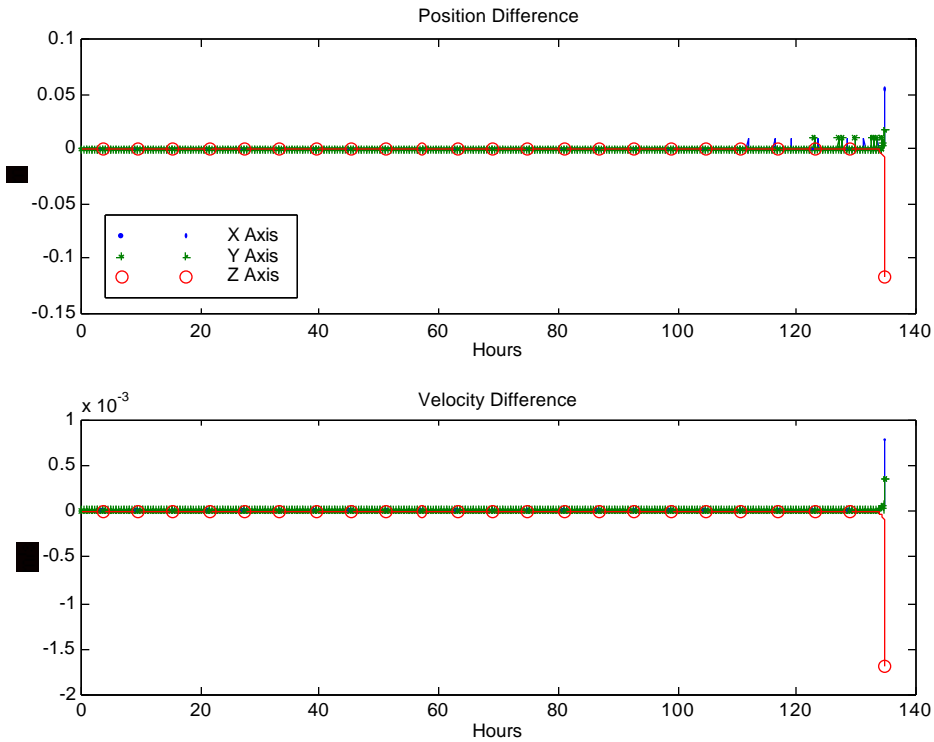 Position Difference
0.1
0.05
0
-0.05
-0.1
-0.15
X Axis
Y Axis
Z Axis
0 20 40 60 80 100 120 140
Hours
x 10^-3
Velocity Difference
1
0.5
0
-0.5
-1
-1.5
-2
0 20 40 60 80 100 120 140
Hours